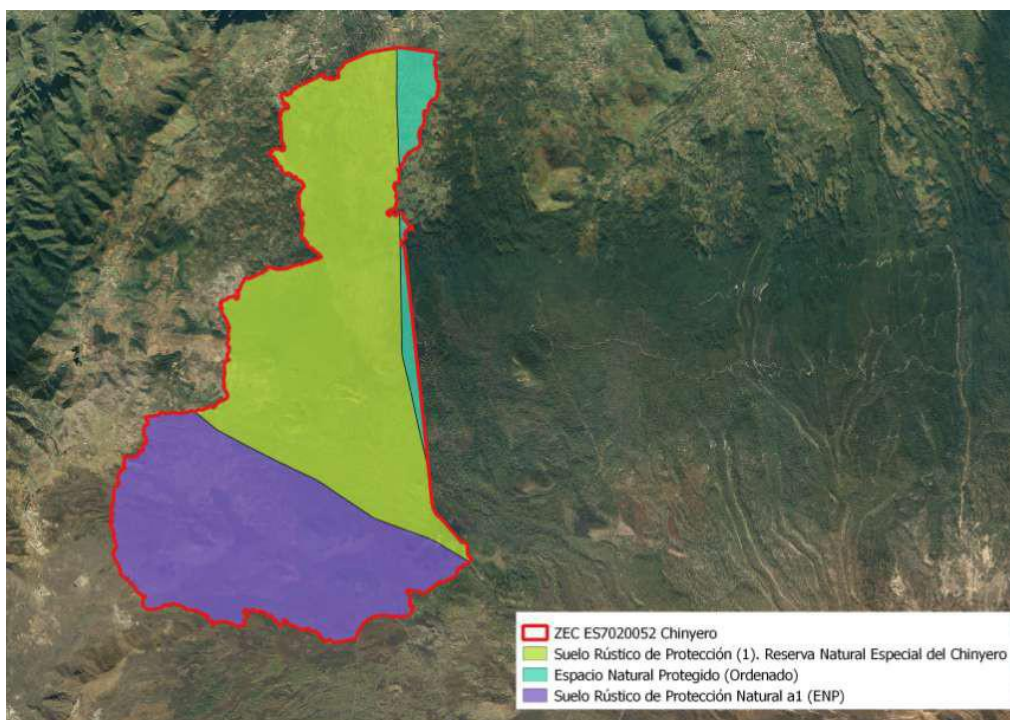 ZEC ES7020052 Chinyero
Suelo Rústico de Protección (1). Reserva Natural Especial del Chinyero
Espacio Natural Protegido (Ordenado)
Suelo Rústico de Protección Natural a1 (ENP)